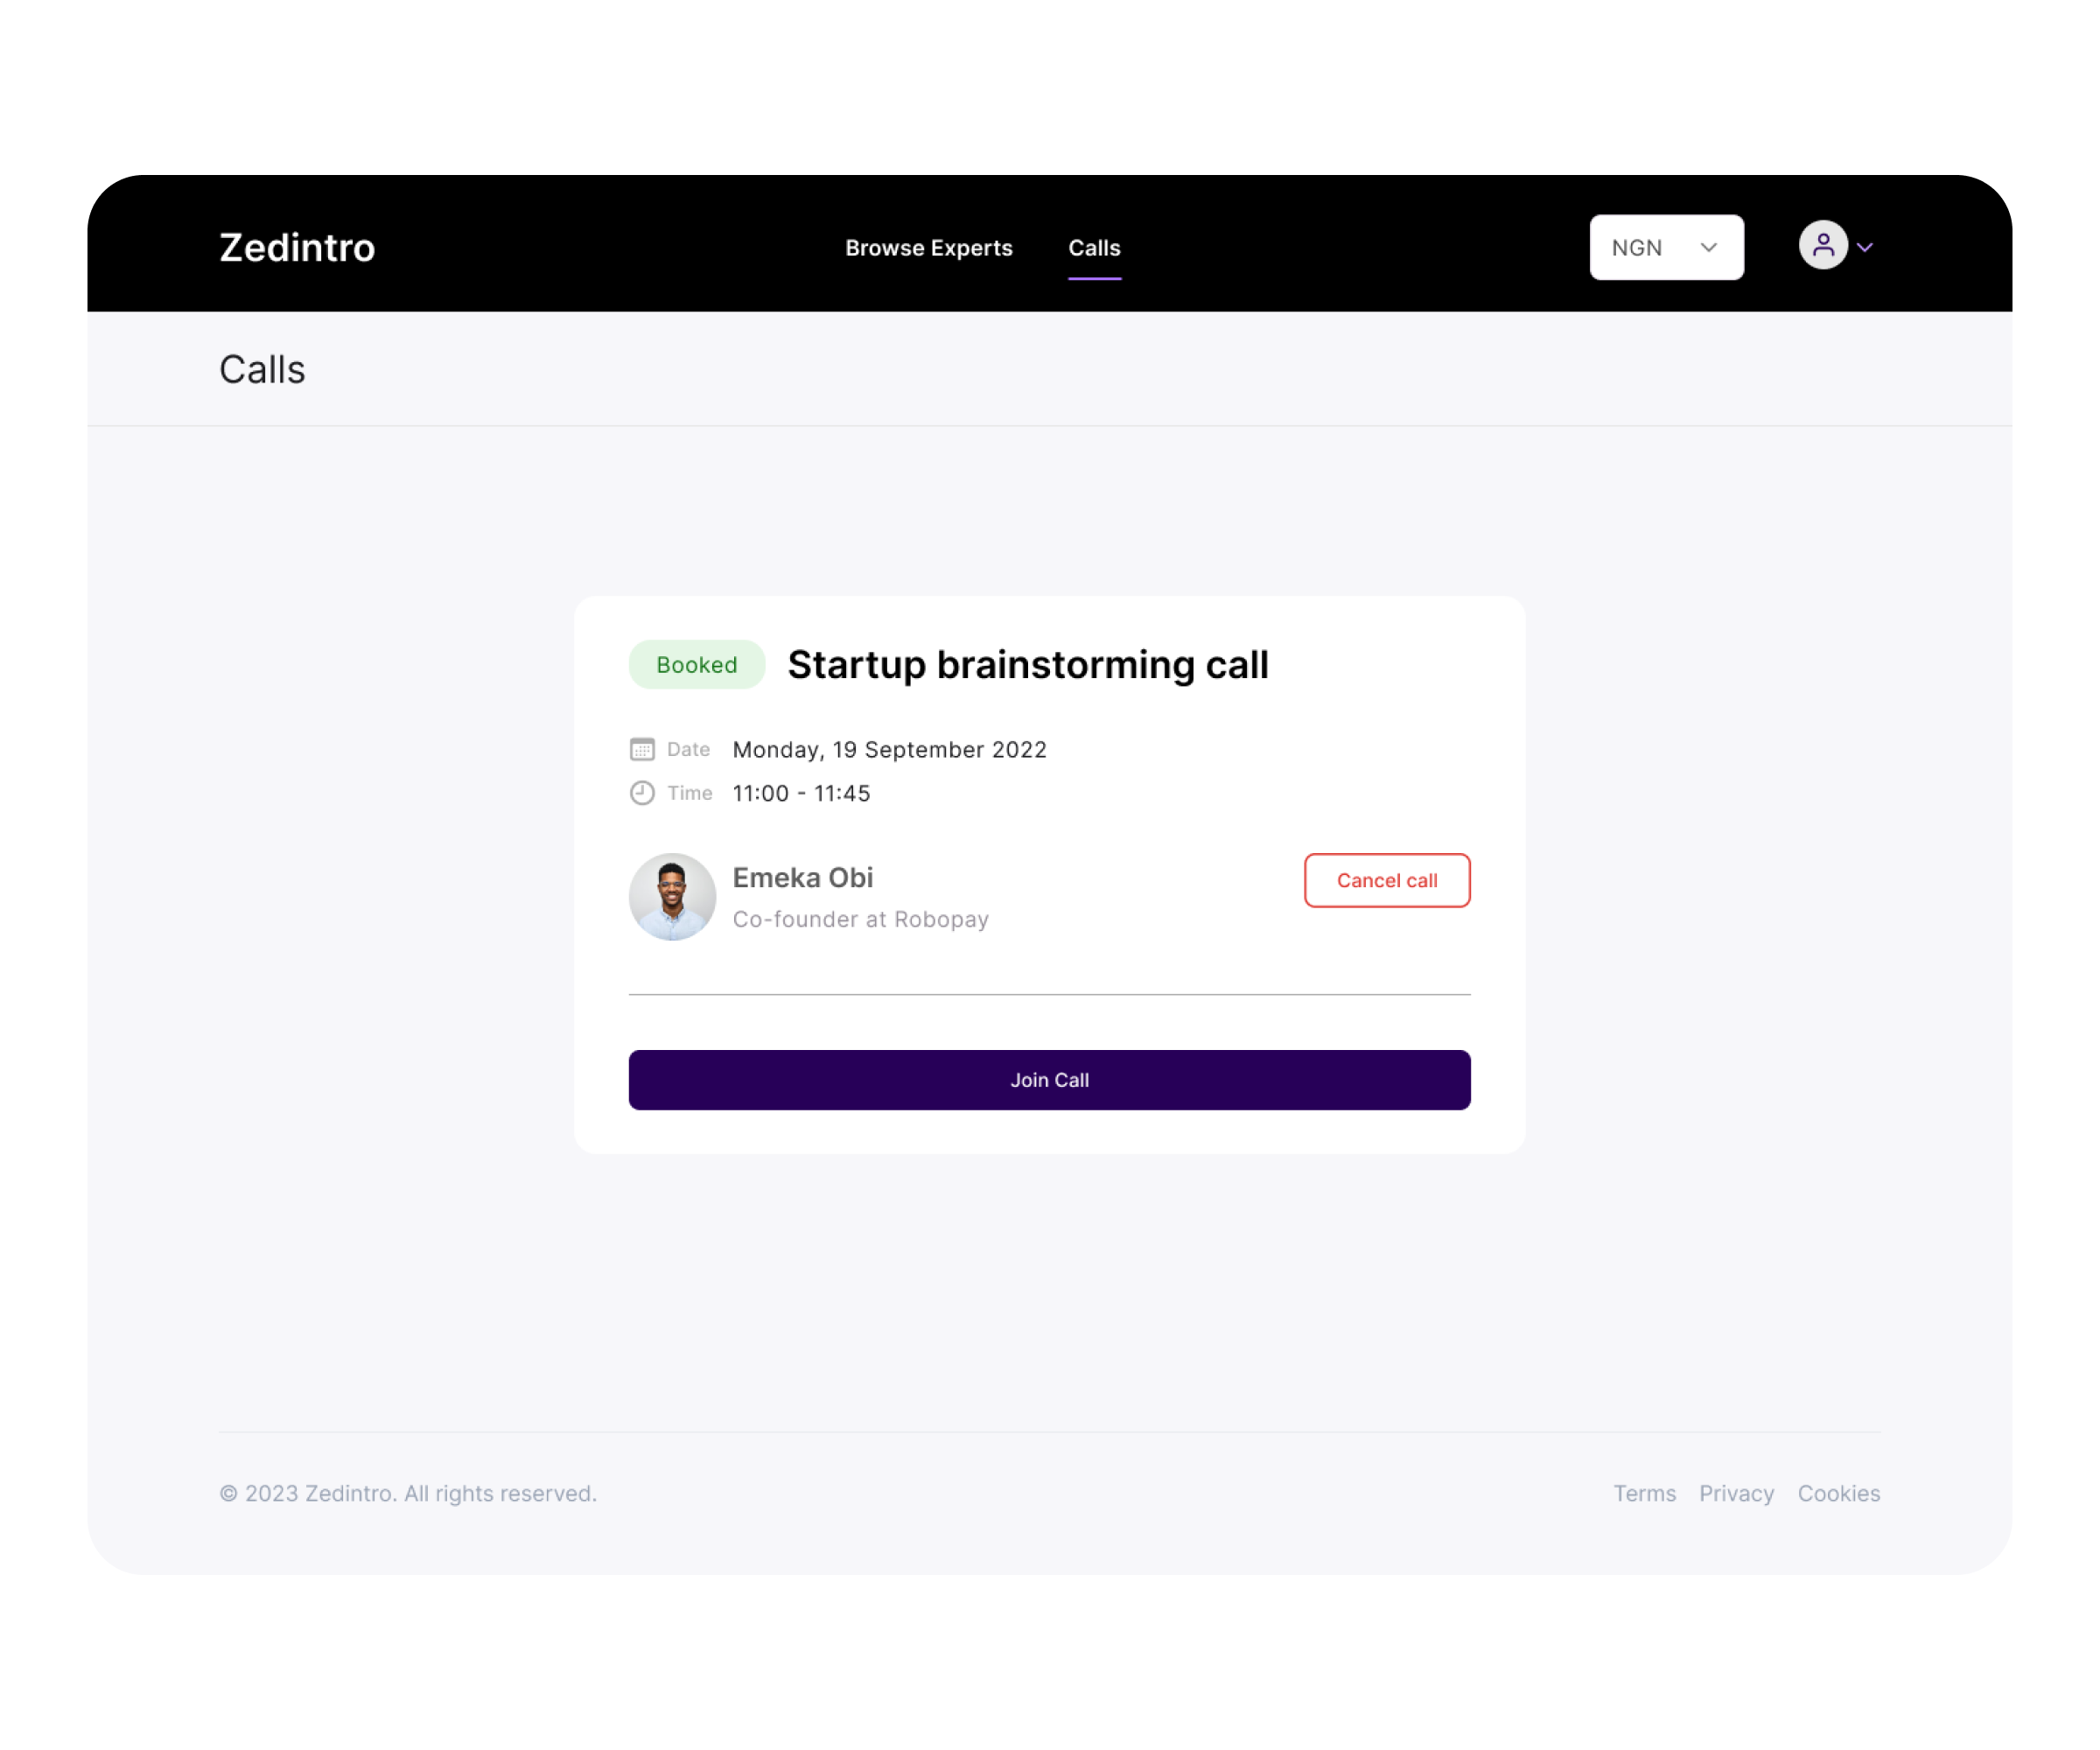 Zedintro
Browse Experts
Calls
NGN
Calls
Booked
Startup brainstorming call
Date
Monday, 19 September 2022
Time
11:00 - 11:45
Emeka Obi
Co-founder at Robopay
Cancel call
Join Call
© 2023 Zedintro. All rights reserved.
Terms
Privacy
Cookies